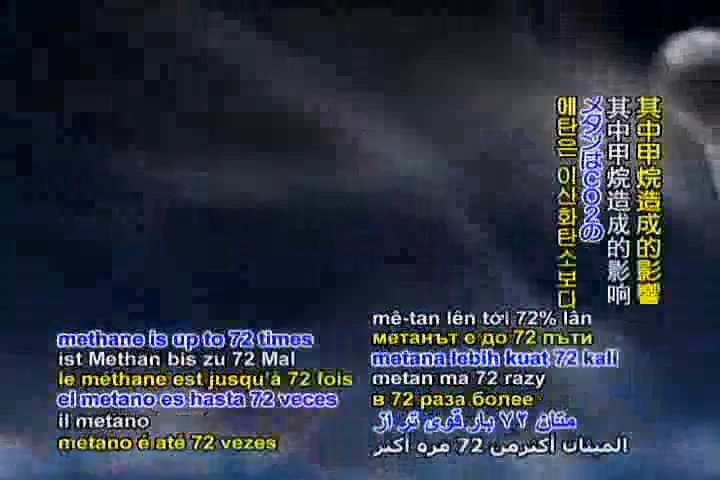 其中甲烷造成的影響
其中甲烷造成的影响
メタンはCO2の
에탄은 이산화탄소보다
methane is up to 72 times
ist Methan bis zu 72 Mal
le méthane est jusqu'à 72 fois
el metano es hasta 72 veces
il metano
metano é até 72 vezes
mê-tan lên tới 72% lần
метанът е до 72 пъти
metana lebih kuat 72 kali
metan ma 72 razy
в 72 раза более
متان ۷۲ بار قوی تر از
الميثان أكثرمن 72 مره أكبر